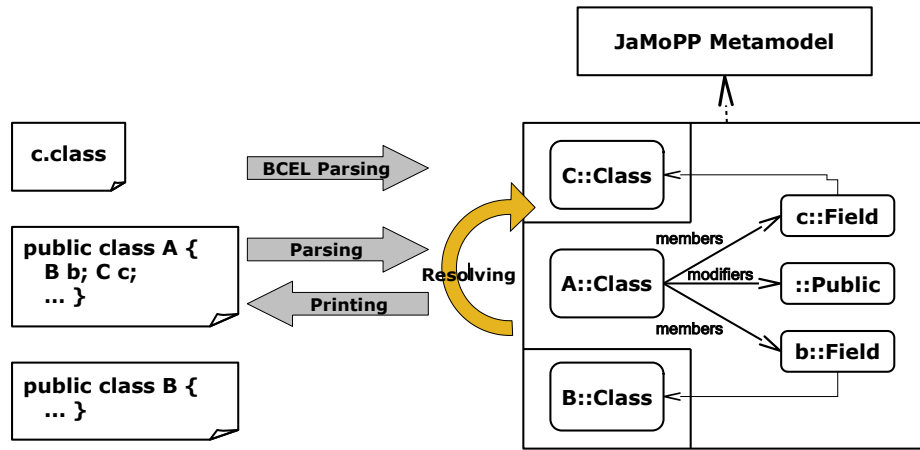 JaMoPP Metamodel
c.class
BCEL Parsing
C::Class
c::Field
public class A {
B b; C c;
... }
Parsing
Printing
Resolving
A::Class
members
modifiers
members
::Public
b::Field
public class B {
... }
B::Class